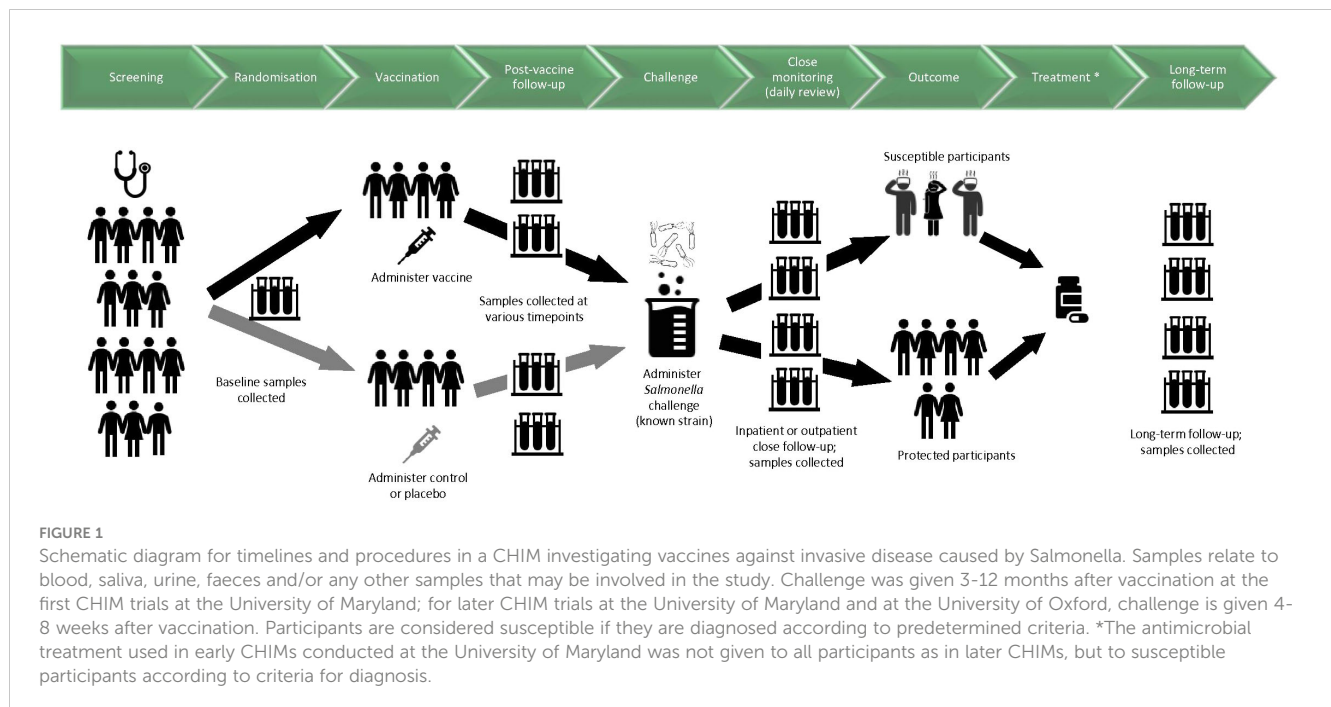 Screening
Randomisation
Vaccination
Post-vaccine
follow-up
Challenge
Close
monitoring
(daily review)
Outcome
Treatment *
Long-term
follow-up
Susceptible participants
Administer vaccine
Samples collected at
various timepoints
Baseline samples
collected
Administer
Salmonella
challenge
(known strain)
Inpatient or outpatient
close follow-up;
samples collected
Protected participants
Long-term follow-up;
samples collected
Administer control
or placebo
FIGURE 1
Schematic diagram for timelines and procedures in a CHIM investigating vaccines against invasive disease caused by Salmonella. Samples relate to
blood, saliva, urine, faeces and/or any other samples that may be involved in the study. Challenge was given 3-12 months after vaccination at the
first CHIM trials at the University of Maryland; for later CHIM trials at the University of Maryland and at the University of Oxford, challenge is given 4-
8 weeks after vaccination. Participants are considered susceptible if they are diagnosed according to predetermined criteria. *The antimicrobial
treatment used in early CHIMs conducted at the University of Maryland was not given to all participants as in later CHIMs, but to susceptible
participants according to criteria for diagnosis.